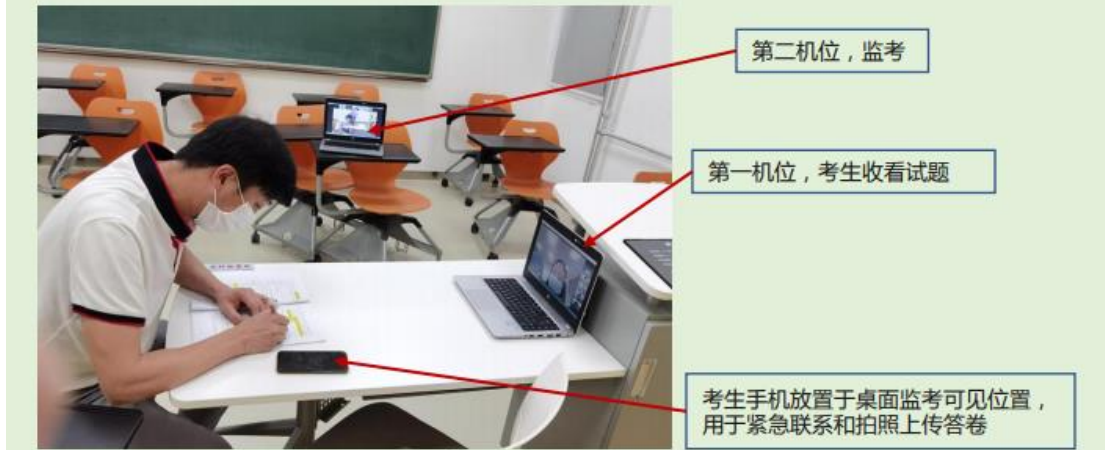 第二机位，监考
第一机位，考生收看试题
考生手机放置于桌面监考可见位置，
用于紧急联系和拍照上传答卷